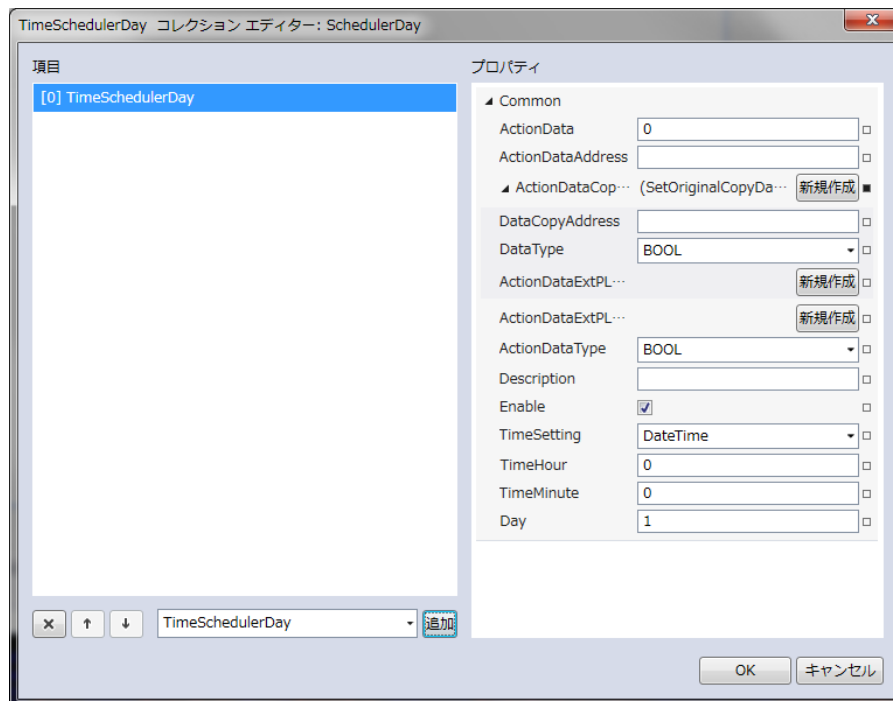 TimeSchedulerDay コレクション エディター: SchedulerDay
項目
[0] TimeSchedulerDay
TimeSchedulerDay
追加
プロパティ
Common
ActionData 0
ActionDataAddress
ActionDataCop… (SetOriginalCopyDa… 新規作成
DataCopyAddress
DataType BOOL
ActionDataExtPL… 新規作成
ActionDataExtPL… 新規作成
ActionDataType BOOL
Description
Enable
TimeSetting DateTime
TimeHour 0
TimeMinute 0
Day 1
OK キャンセル